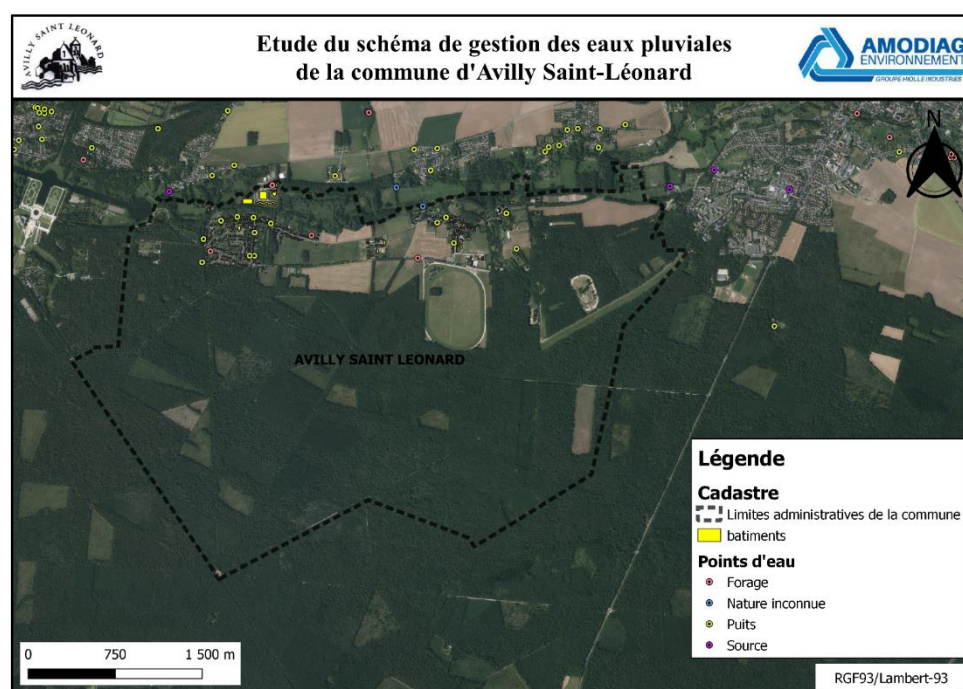 AVILLY SAINT LEONARD
Etude du schéma de gestion des eaux pluviales
de la commune d'Avilly Saint-Léonard
AMODIAG
ENVIRONNEMENT
GROUPE HIOLLE INDUSTRIES
N
AVILLY SAINT LEONARD
Légende
Cadastre
Limites administratives de la commune
batiments
Points d'eau
Forage
Nature inconnue
Puits
Source
0 750 1 500 m
RGF93/Lambert-93